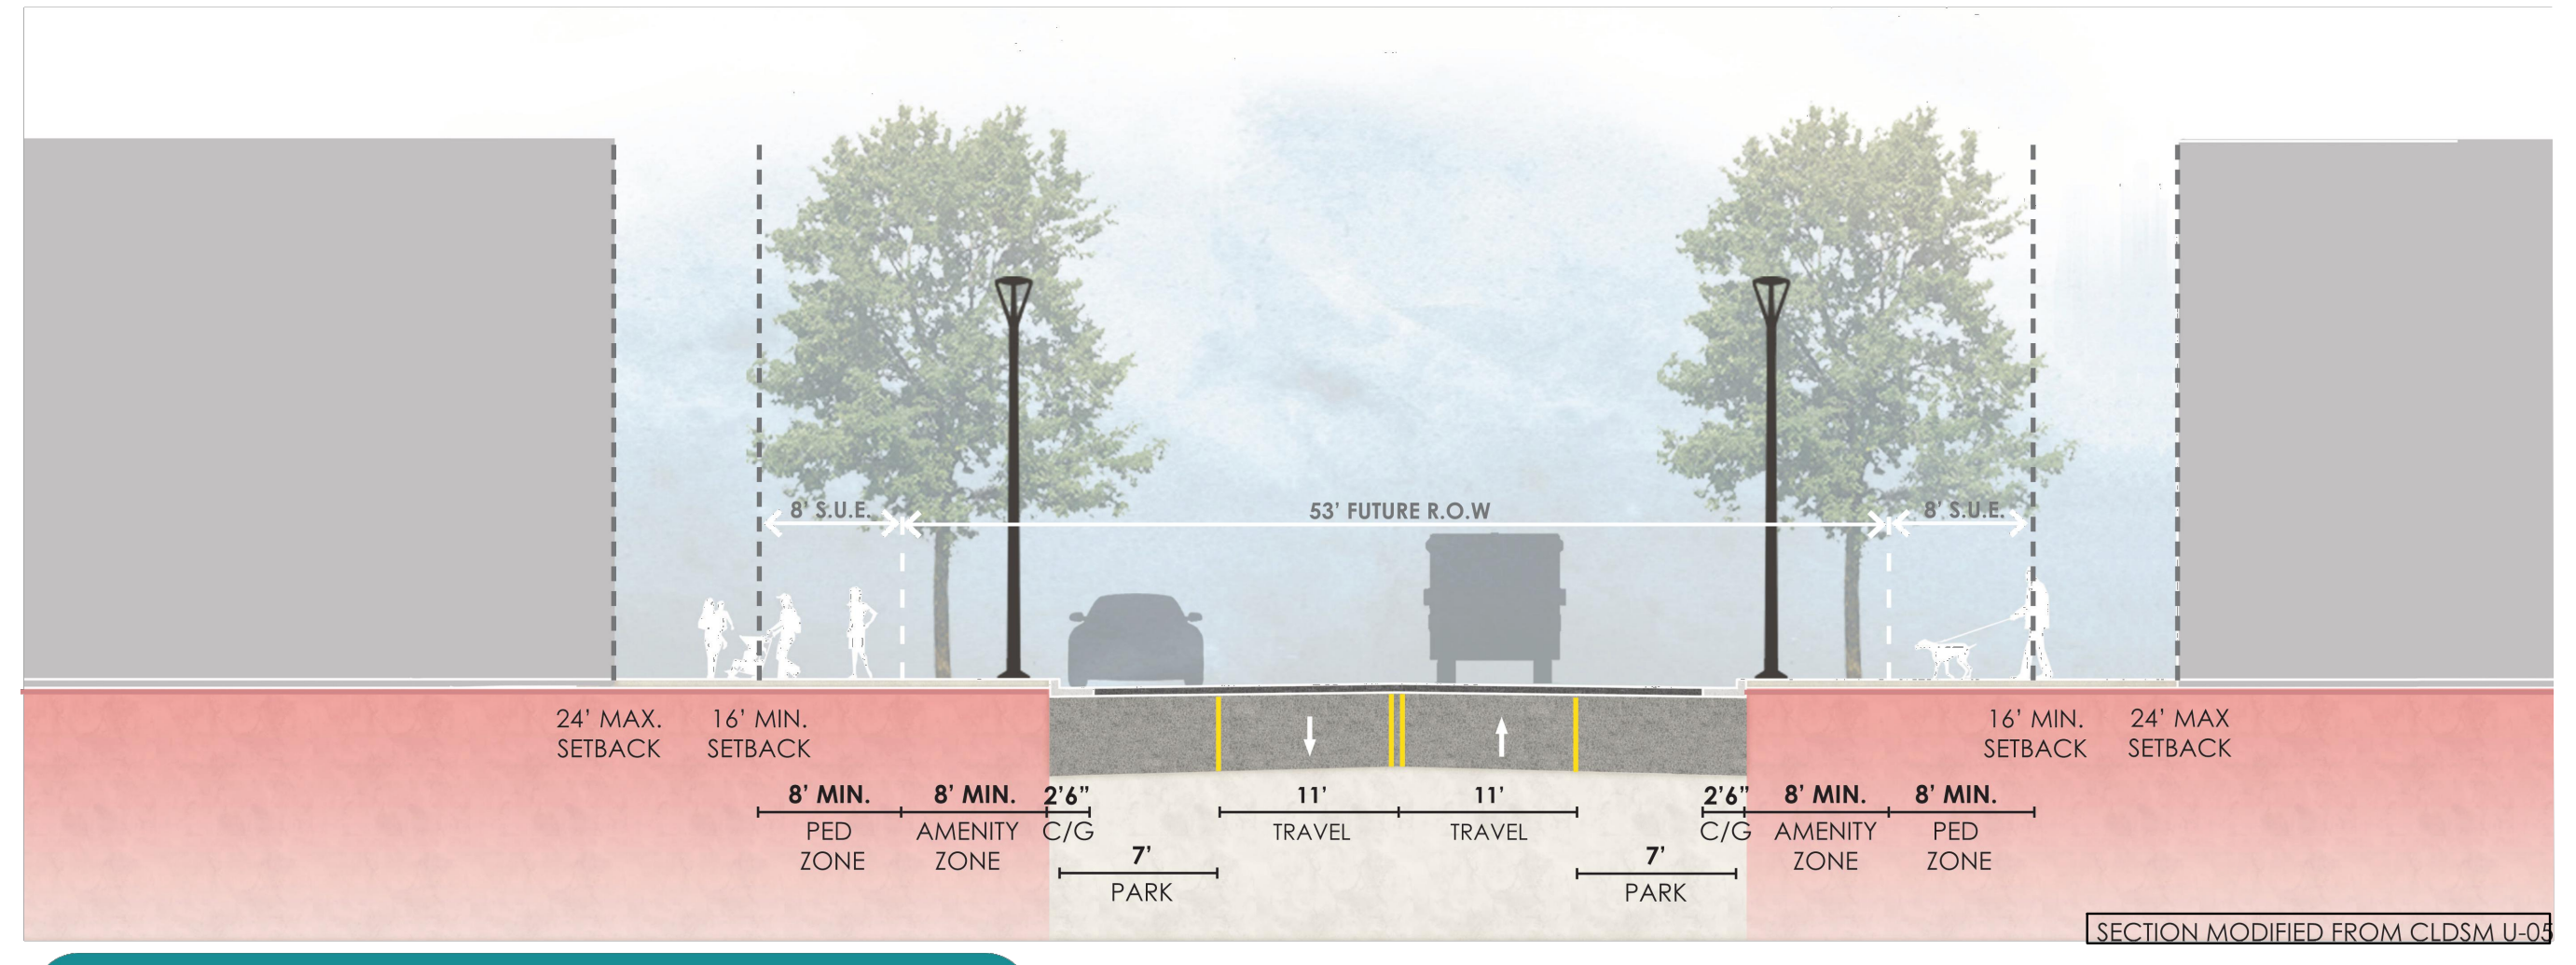 8' S.U.E.
53' FUTURE R.O.W
8' S.U.E.
24' MAX.
SETBACK
16' MIN.
SETBACK
16' MIN.
SETBACK
24' MAX
SETBACK
8' MIN.
PED
ZONE
8' MIN.
AMENITY
ZONE
2'6"
C/G
7'
PARK
11'
TRAVEL
11'
TRAVEL
7'
PARK
2'6"
C/G
8' MIN.
AMENITY
ZONE
8' MIN.
PED
ZONE
SECTION MODIFIED FROM CLDSM U-05